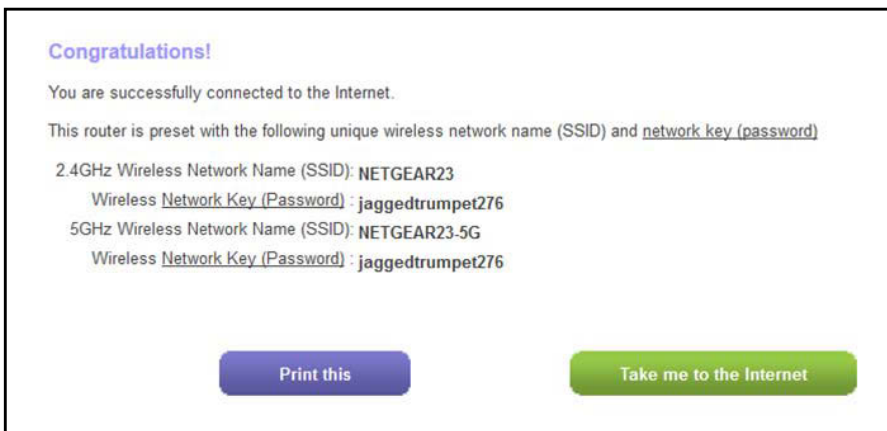 Congratulations!
You are successfully connected to the Internet.
This router is preset with the following unique wireless network name (SSID) and network key (password)
2.4GHz Wireless Network Name (SSID): NETGEAR23
Wireless Network Key (Password) : jaggedtrumpet276
5GHz Wireless Network Name (SSID): NETGEAR23-5G
Wireless Network Key (Password) : jaggedtrumpet276
Print this Take me to the Internet